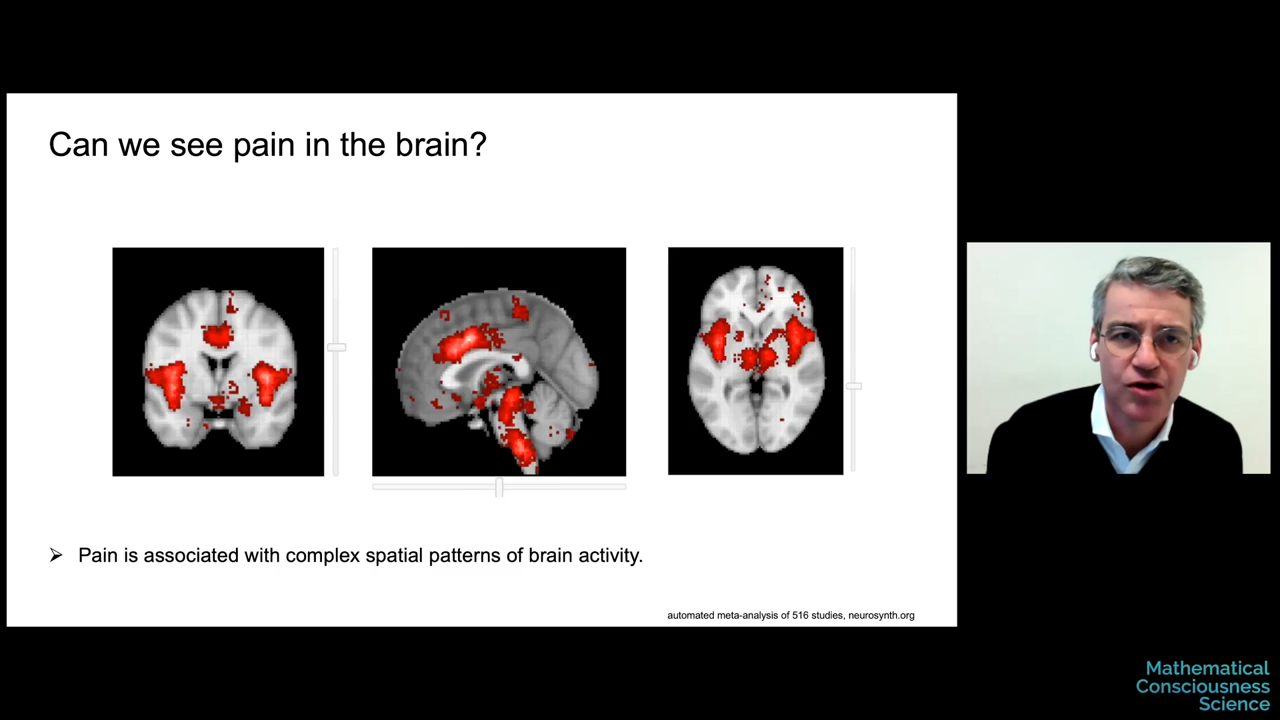 Can we see pain in the brain?
➢ Pain is associated with complex spatial patterns of brain activity.
automated meta-analysis of 516 studies, neurosynth.org
Mathematical
Consciousness
Science